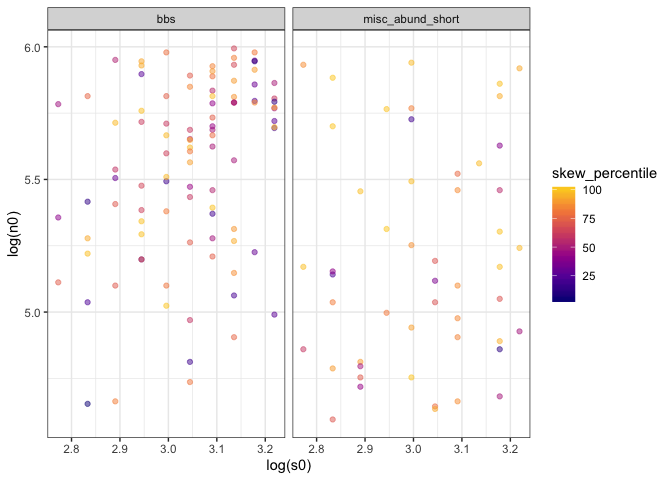 bbs
misc_abund_short
6.0
5.5
5.0
log(n0)
2.8 2.9 3.0 3.1 3.2
2.8 2.9 3.0 3.1 3.2
log(s0)
skew_percentile
100
75
50
25